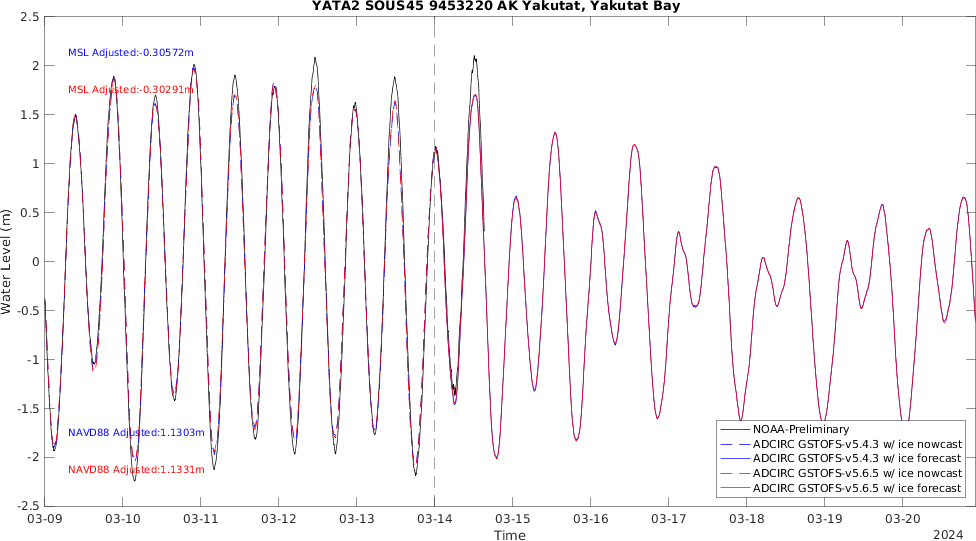 YATA2 SOUS45 9453220 AK Yakutat, Yakutat Bay
2.5
2
1.5
1
0.5
0
-0.5
-1
-1.5
-2
-2.5
Water Level (m)
MSL Adjusted:-0.30572m
MSL Adjusted:-0.30291m
NAVD88 Adjusted:1.1303m
NAVD88 Adjusted:1.1331m
NOAA-Preliminary
ADCIRC GSTOFS-v5.4.3 w/ ice nowcast
ADCIRC GSTOFS-v5.4.3 w/ ice forecast
ADCIRC GSTOFS-v5.6.5 w/ ice nowcast
ADCIRC GSTOFS-v5.6.5 w/ ice forecast
03-09 03-10 03-11 03-12 03-13 03-14 03-15 03-16 03-17 03-18 03-19 03-20
Time
2024